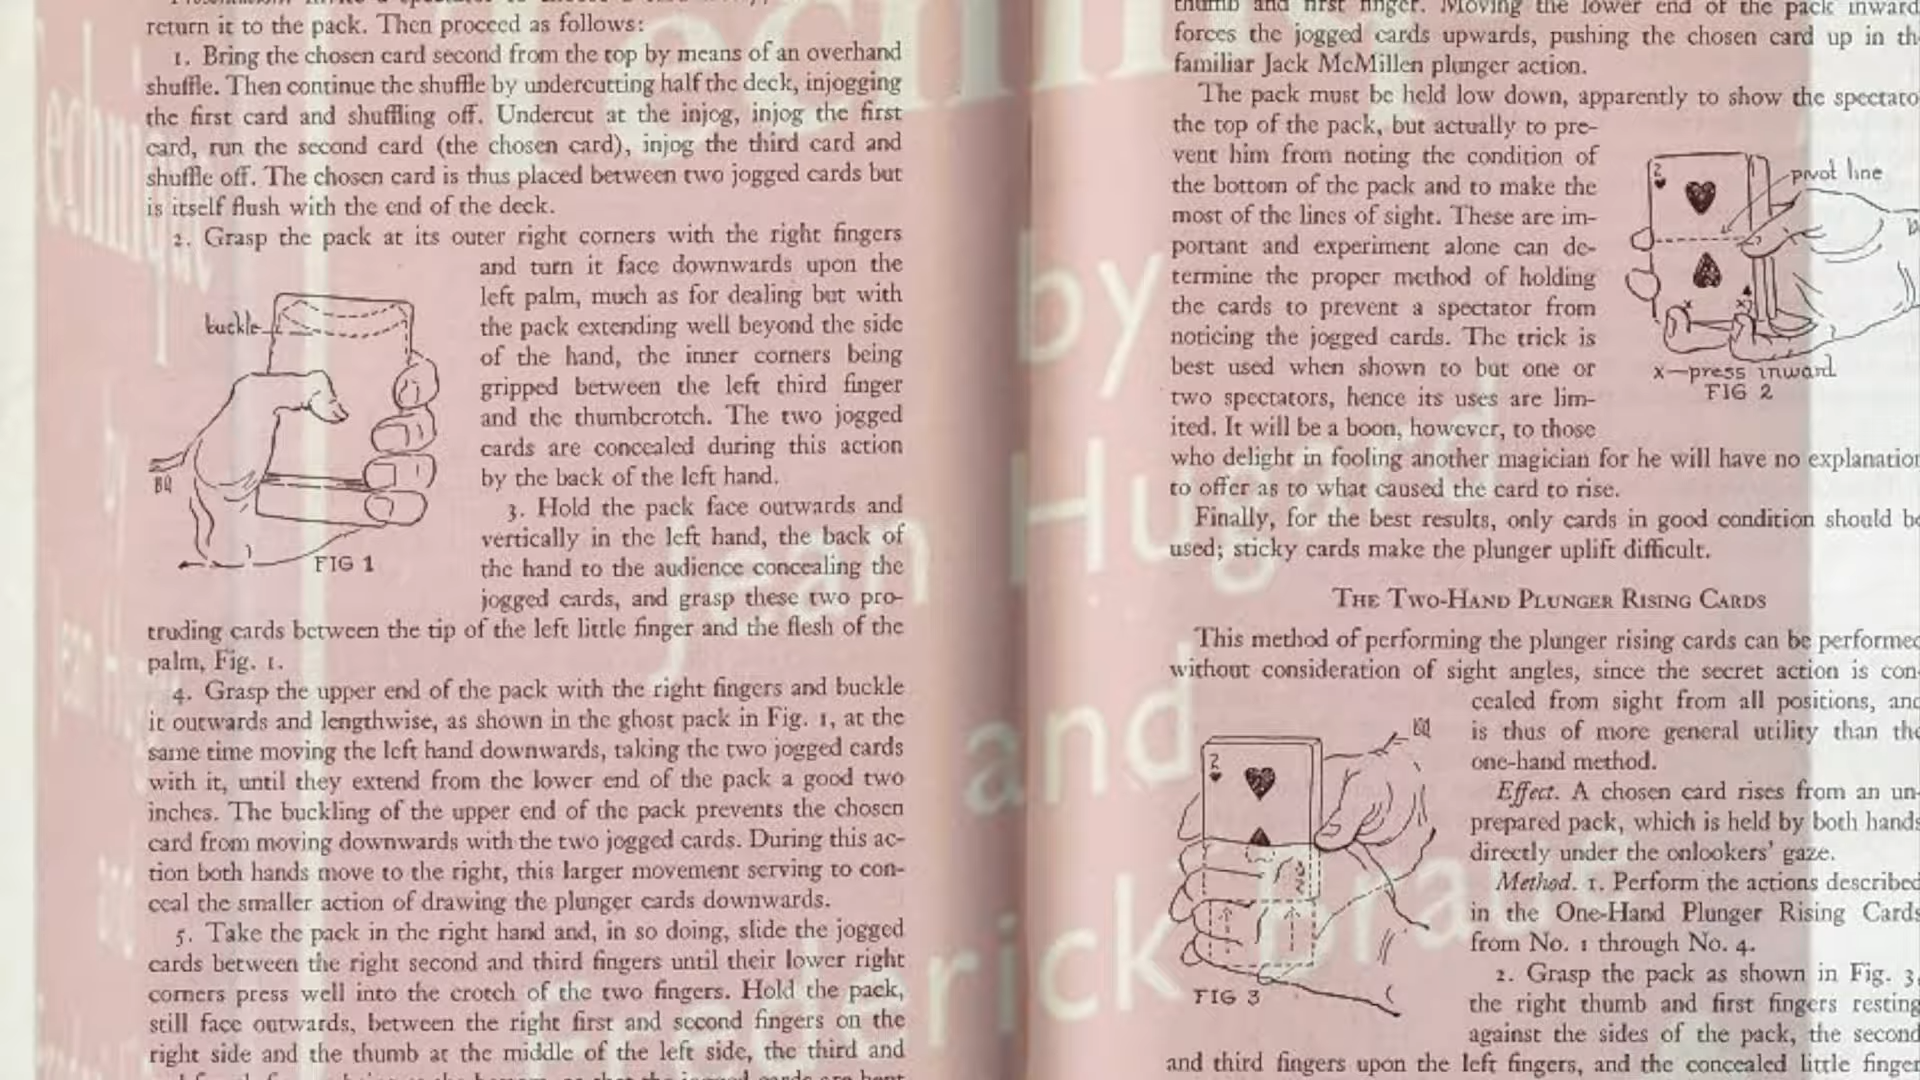 return it to the pack. Then proceed as follows:
1. Bring the chosen card second from the top by means of an overhand
shuffle. Then continue the shuffle by undercutting half the deck, injogging
the first card and shuffling off. Undercut at the injog, injog the first
card, run the second card (the chosen card), injog the third card and
shuffle off. The chosen card is thus placed between two jogged cards but
is itself flush with the end of the deck.
2. Grasp the pack at its outer right corners with the right fingers
and turn it face downwards upon the
left palm, much as for dealing but with
the pack extending well beyond the side
of the hand, the inner corners being
gripped between the left third finger
and the thumbcrotch. The two jogged
cards are concealed during this action
by the back of the left hand.
3. Hold the pack face outwards and
vertically in the left hand, the back of
the hand to the audience concealing the
jogged cards, and grasp these two pro-
truding cards between the tip of the left little finger and the flesh of the
palm, Fig. 1.
buckle
BQ
FIG 1
4. Grasp the upper end of the pack with the right fingers and buckle
it outwards and lengthwise, as shown in the ghost pack in Fig. 1, at the
same time moving the left hand downwards, taking the two jogged cards
with it, until they extend from the lower end of the pack a good two
inches. The buckling of the upper end of the pack prevents the chosen
card from moving downwards with the two jogged cards. During this ac-
tion both hands move to the right, this larger movement serving to con-
ceal the smaller action of drawing the plunger cards downwards.
5. Take the pack in the right hand and, in so doing, slide the jogged
cards between the right second and third fingers until their lower right
corners press well into the crotch of the two fingers. Hold the pack,
still face outwards, between the right first and second fingers on the
right side and the thumb at the middle of the left side, the third and
thumb and first finger. Moving the lower end of the pack inward
forces the jogged cards upwards, pushing the chosen card up in th
familiar Jack McMillen plunger action.
The pack must be held low down, apparently to show the spectato
the top of the pack, but actually to pre-
vent him from noting the condition of
the bottom of the pack and to make the
most of the lines of sight. These are im-
portant and experiment alone can de-
termine the proper method of holding
the cards to prevent a spectator from
noticing the jogged cards. The trick is
best used when shown to but one or
two spectators, hence its uses are lim-
ited. It will be a boon, however, to those
who delight in fooling another magician for he will have no explanation
to offer as to what caused the card to rise.
2
pivot line
x—press inward
FIG 2
Finally, for the best results, only cards in good condition should be
used; sticky cards make the plunger uplift difficult.
THE TWO-HAND PLUNGER RISING CARDS
This method of performing the plunger rising cards can be performed
without consideration of sight angles, since the secret action is con-
cealed from sight from all positions, and
is thus of more general utility than the
one-hand method.
Effect. A chosen card rises from an un-
prepared pack, which is held by both hands
directly under the onlookers' gaze.
Method. 1. Perform the actions described
in the One-Hand Plunger Rising Cards
from No. 1 through No. 4.
2. Grasp the pack as shown in Fig. 3,
the right thumb and first fingers resting
against the sides of the pack, the second
and third fingers upon the left fingers, and the concealed little finger
BQ
2
FIG 3
by
Jean Hugard
and